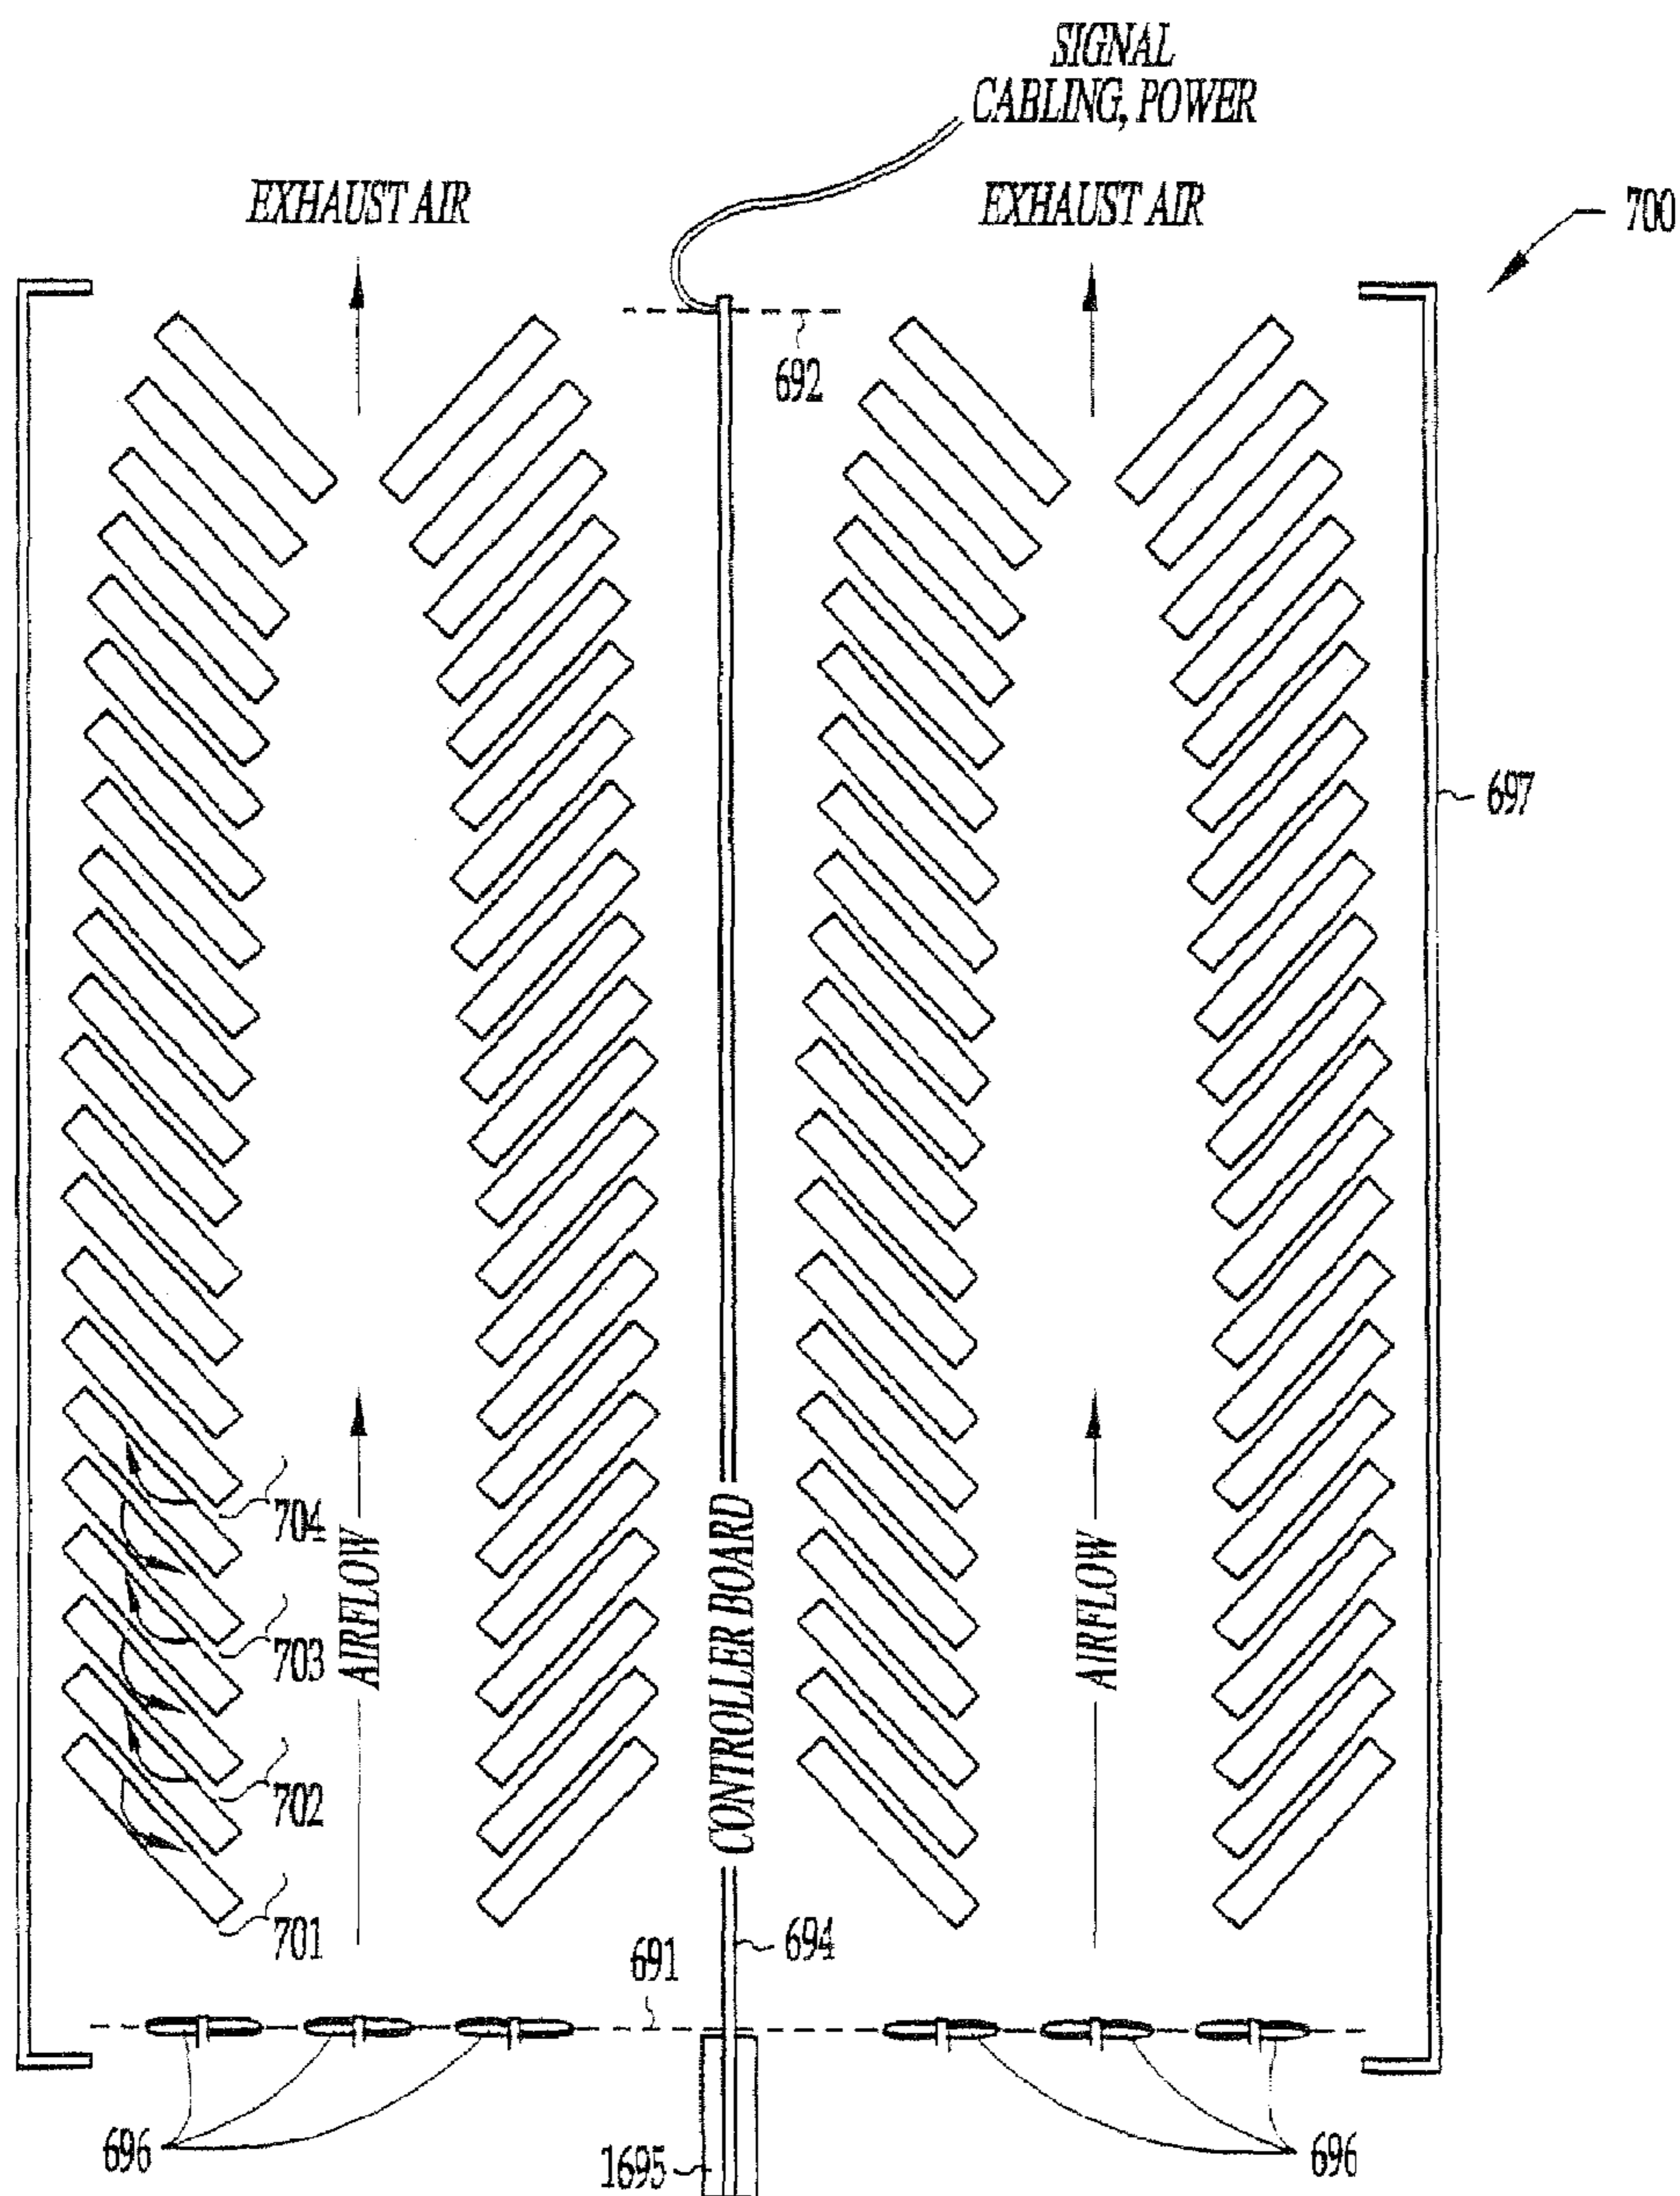 SIGNAL
CABLING, POWER
EXHAUST AIR
EXHAUST AIR
700
692
697
704
703
702
701
AIRFLOW
CONTROLLER BOARD
AIRFLOW
694
691
696
1695
696